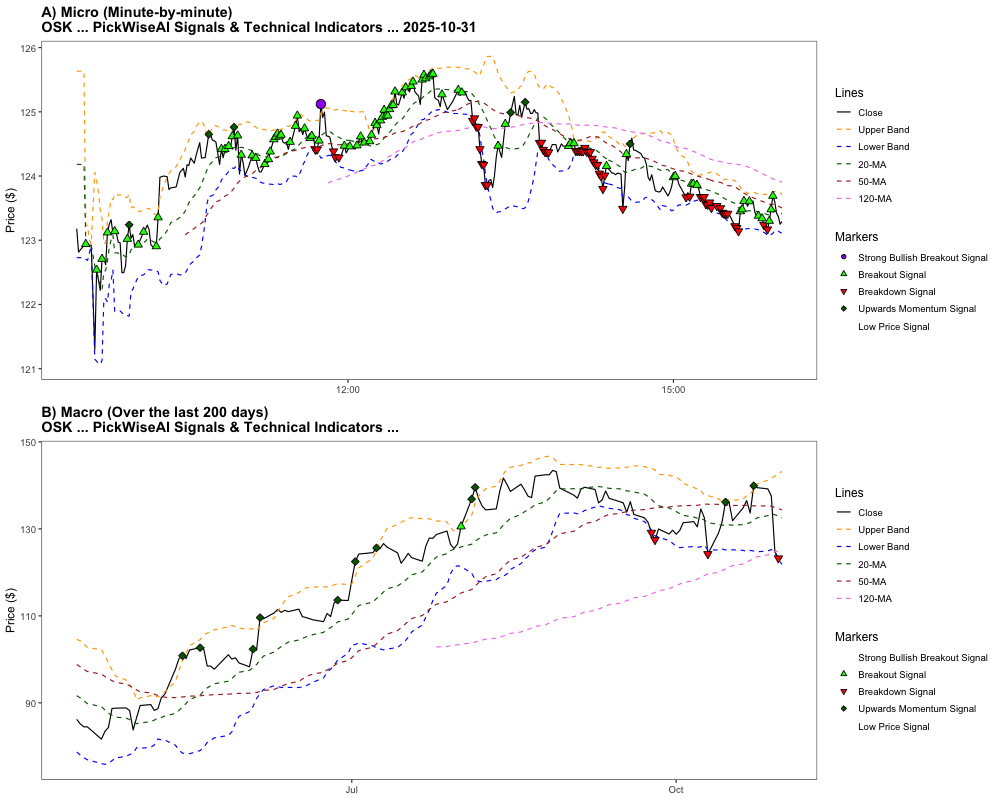 A) Micro (Minute-by-minute)
OSK ... PickWiseAI Signals & Technical Indicators ... 2025-10-31
126
125
124
123
122
121
Price ($)
12:00
15:00
Lines
Close
Upper Band
Lower Band
20-MA
50-MA
120-MA
Markers
Strong Bullish Breakout Signal
Breakout Signal
Breakdown Signal
Upwards Momentum Signal
Low Price Signal
B) Macro (Over the last 200 days)
OSK ... PickWiseAI Signals & Technical Indicators ...
150
130
110
90
Price ($)
Jul
Oct
Lines
Close
Upper Band
Lower Band
20-MA
50-MA
120-MA
Markers
Strong Bullish Breakout Signal
Breakout Signal
Breakdown Signal
Upwards Momentum Signal
Low Price Signal